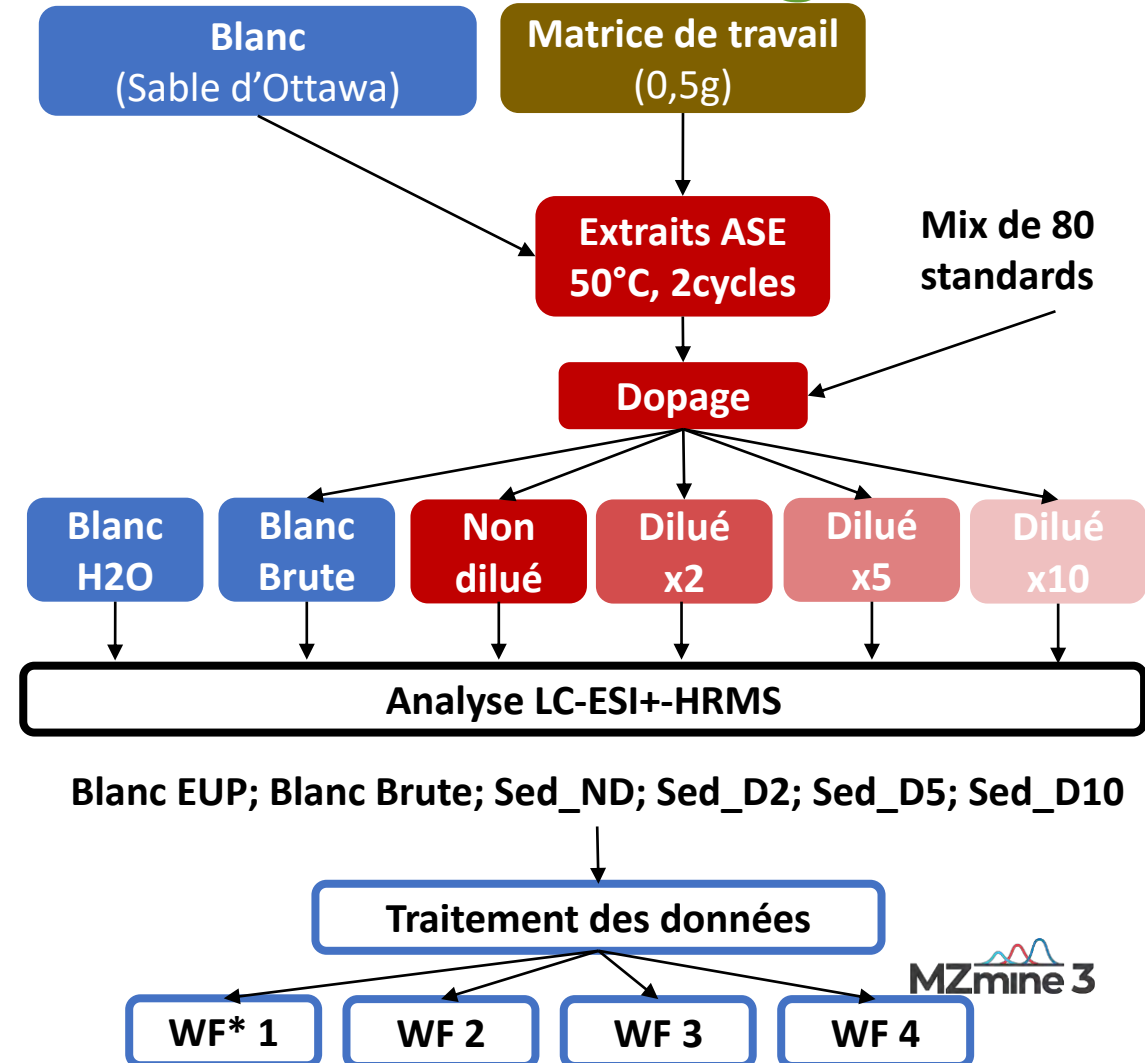 Blanc
(Sable d'Ottawa)
Matrice de travail
(0,5g)
Extraits ASE
50°C, 2cycles
Mix de 80
standards
Dopage
Blanc
H2O
Blanc
Brute
Non
dilué
Dilué
x2
Dilué
x5
Dilué
x10
Analyse LC-ESI+-HRMS
Blanc EUP; Blanc Brute; Sed_ND; Sed_D2; Sed_D5; Sed_D10
Traitement des données
MZmine 3
WF* 1
WF 2
WF 3
WF 4